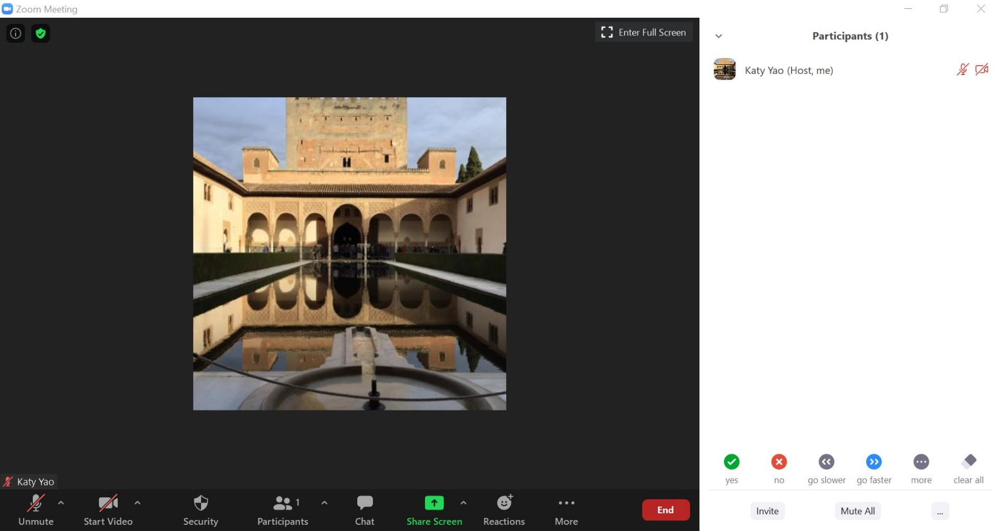 Zoom Meeting
Enter Full Screen
Participants (1)
Katy Yao (Host, me)
yes
no
go slower
go faster
more
clear all
Katy Yao
Unmute
Start Video
Security
1
Participants
Chat
Share Screen
Reactions
More
End
Invite
Mute All
...